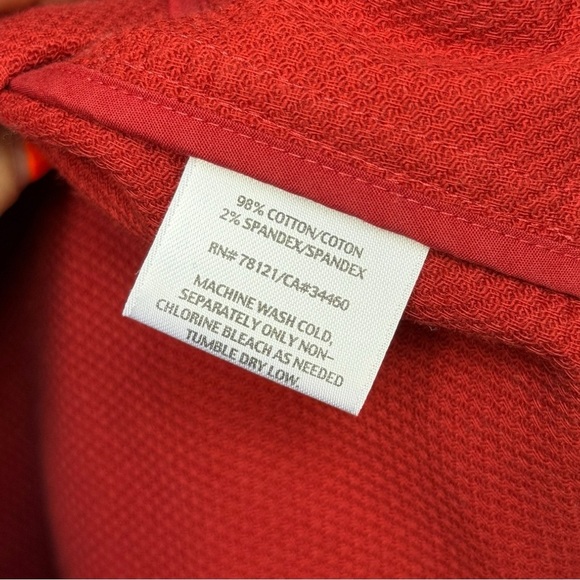 98% COTTON/COTON
2% SPANDEX/SPANDEX
RN# 78121/CA#34460
MACHINE WASH COLD,
SEPARATELY ONLY NON-
CHLORINE BLEACH AS NEEDED
TUMBLE DRY LOW.